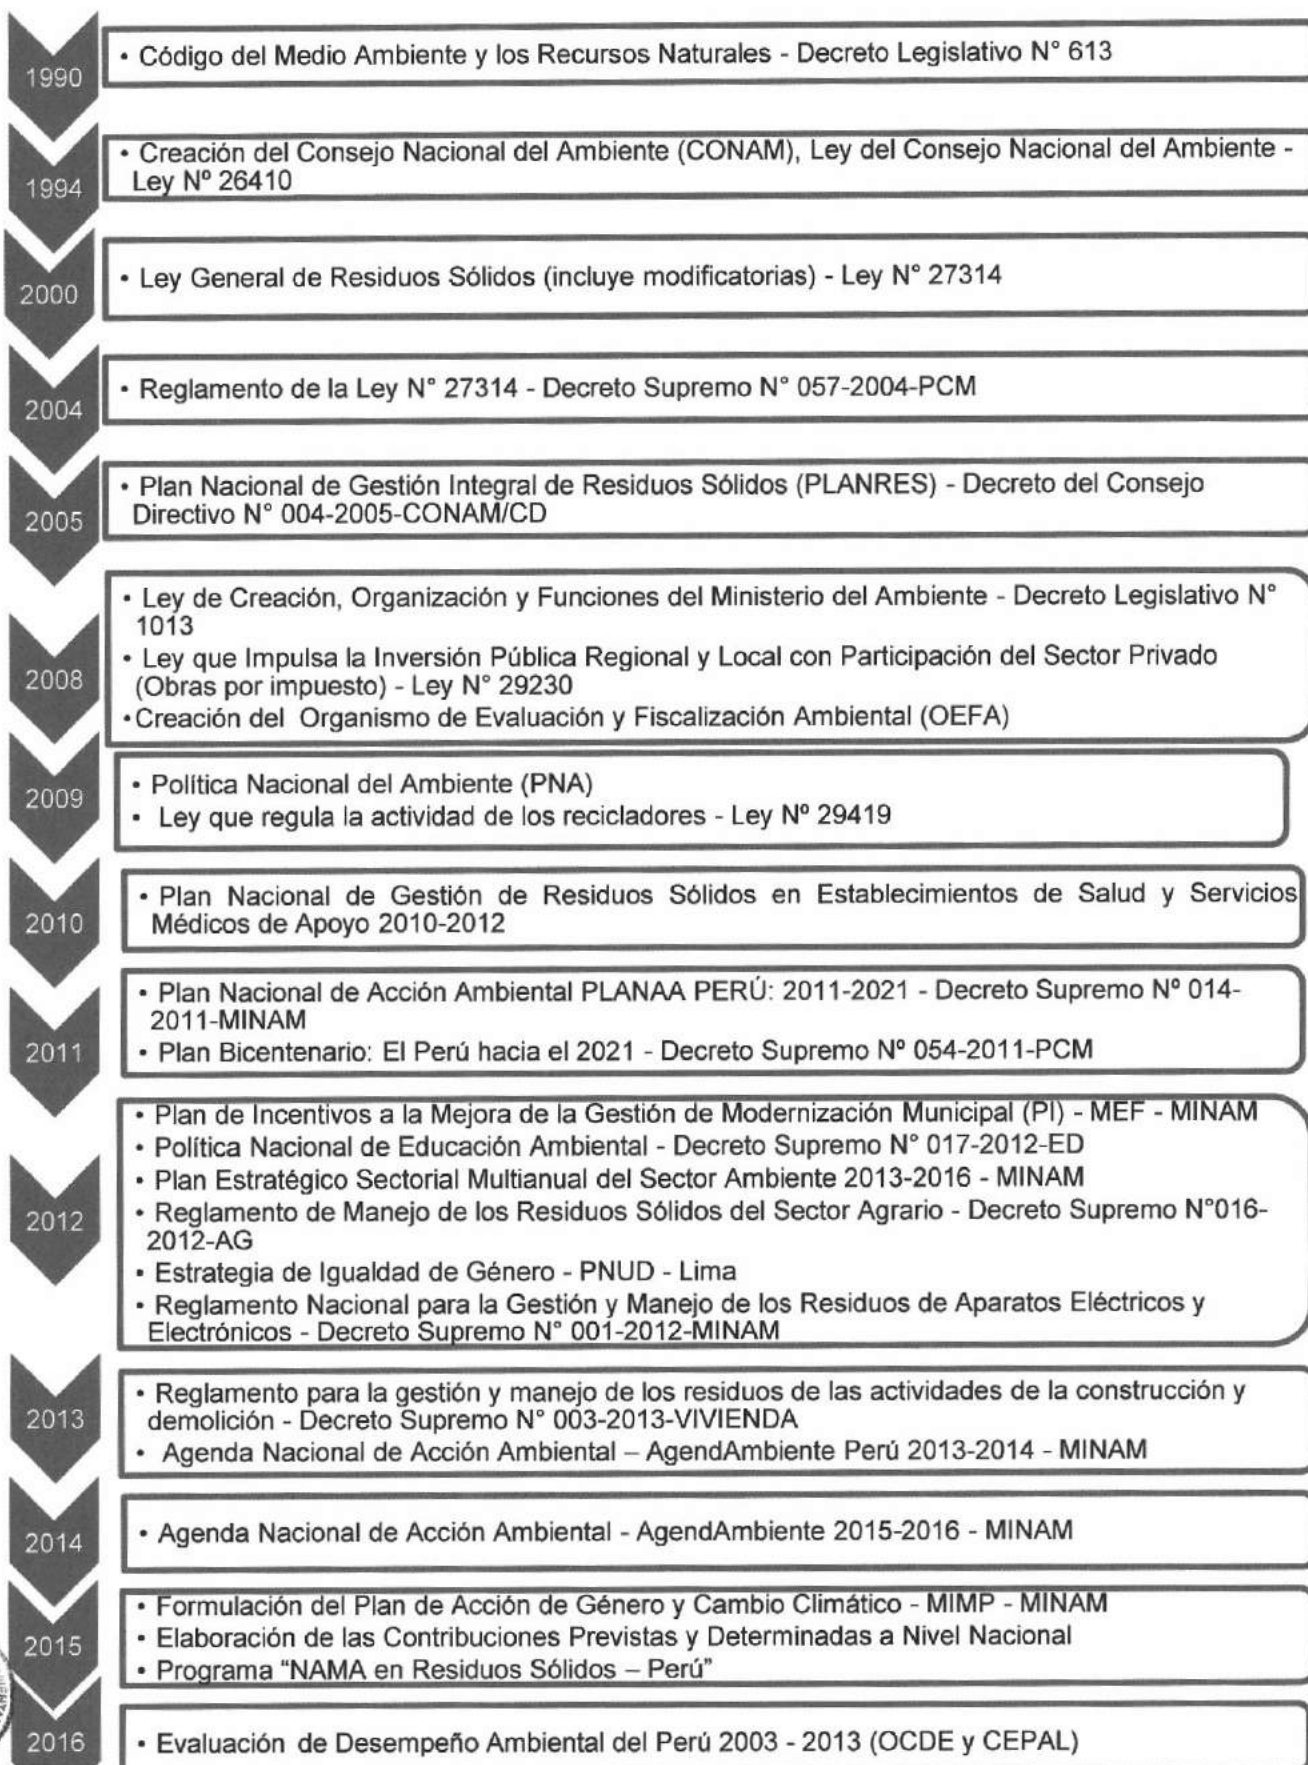 1990
• Código del Medio Ambiente y los Recursos Naturales - Decreto Legislativo N° 613
1994
• Creación del Consejo Nacional del Ambiente (CONAM), Ley del Consejo Nacional del Ambiente -
Ley Nº 26410
2000
• Ley General de Residuos Sólidos (incluye modificatorias) - Ley N° 27314
2004
• Reglamento de la Ley N° 27314 - Decreto Supremo N° 057-2004-PCM
2005
• Plan Nacional de Gestión Integral de Residuos Sólidos (PLANRES) - Decreto del Consejo
Directivo N° 004-2005-CONAM/CD
2008
• Ley de Creación, Organización y Funciones del Ministerio del Ambiente - Decreto Legislativo N°
1013
• Ley que Impulsa la Inversión Pública Regional y Local con Participación del Sector Privado
(Obras por impuesto) - Ley N° 29230
• Creación del Organismo de Evaluación y Fiscalización Ambiental (OEFA)
2009
• Política Nacional del Ambiente (PNA)
• Ley que regula la actividad de los recicladores - Ley Nº 29419
2010
• Plan Nacional de Gestión de Residuos Sólidos en Establecimientos de Salud y Servicios
Médicos de Apoyo 2010-2012
2011
• Plan Nacional de Acción Ambiental PLANAA PERÚ: 2011-2021 - Decreto Supremo Nº 014-
2011-MINAM
• Plan Bicentenario: El Perú hacia el 2021 - Decreto Supremo Nº 054-2011-PCM
2012
• Plan de Incentivos a la Mejora de la Gestión de Modernización Municipal (PI) - MEF - MINAM
• Política Nacional de Educación Ambiental - Decreto Supremo N° 017-2012-ED
• Plan Estratégico Sectorial Multianual del Sector Ambiente 2013-2016 - MINAM
• Reglamento de Manejo de los Residuos Sólidos del Sector Agrario - Decreto Supremo N°016-
2012-AG
• Estrategia de Igualdad de Género - PNUD - Lima
• Reglamento Nacional para la Gestión y Manejo de los Residuos de Aparatos Eléctricos y
Electrónicos - Decreto Supremo N° 001-2012-MINAM
2013
• Reglamento para la gestión y manejo de los residuos de las actividades de la construcción y
demolición - Decreto Supremo N° 003-2013-VIVIENDA
• Agenda Nacional de Acción Ambiental – AgendAmbiente Perú 2013-2014 - MINAM
2014
• Agenda Nacional de Acción Ambiental - AgendAmbiente 2015-2016 - MINAM
2015
• Formulación del Plan de Acción de Género y Cambio Climático - MIMP - MINAM
• Elaboración de las Contribuciones Previstas y Determinadas a Nivel Nacional
• Programa “NAMA en Residuos Sólidos – Perú”
2016
• Evaluación de Desempeño Ambiental del Perú 2003 - 2013 (OCDE y CEPAL)